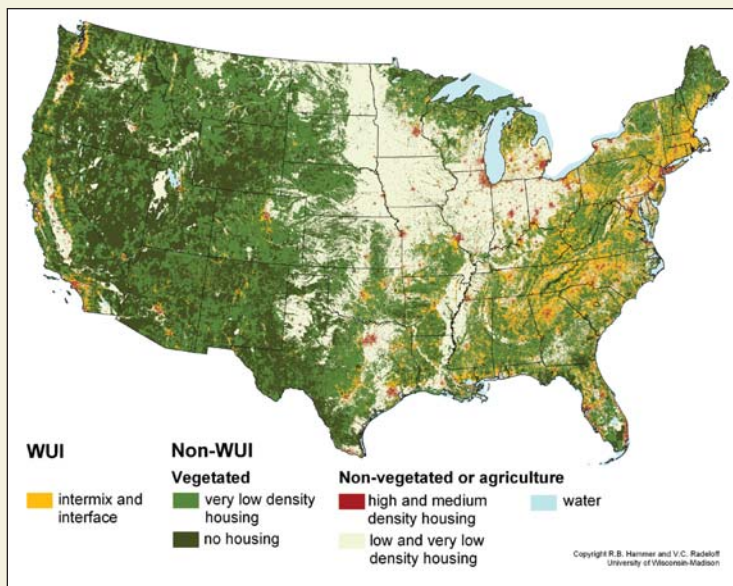 WUI
intermix and
interface
Non-WUI
Vegetated
very low density
housing
no housing
Non-vegetated or agriculture
high and medium
density housing
low and very low
density housing
water
Copyright R.B. Hammer and V.C. Radeloff
University of Wisconsin-Madison